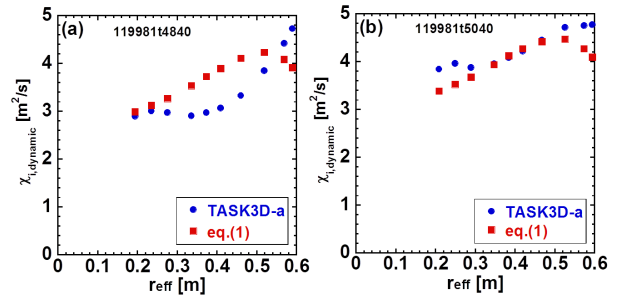 (a)
119981t4840
χi,dynamic [m²/s]
5
4
3
2
1
0
TASK3D-a
eq.(1)
0 0.1 0.2 0.3 0.4 0.5 0.6
reff [m]
(b)
119981t5040
χi,dynamic [m²/s]
5
4
3
2
1
0
TASK3D-a
eq.(1)
0 0.1 0.2 0.3 0.4 0.5 0.6
reff [m]